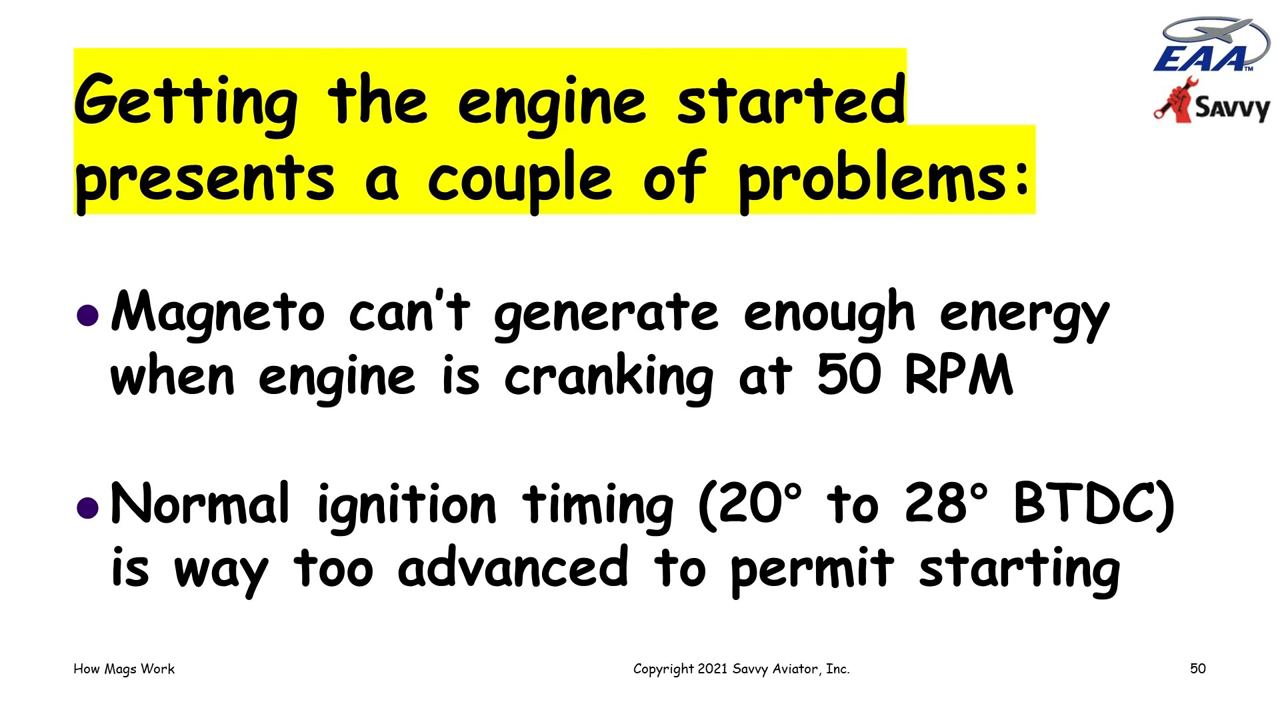 EAA™
Savvy
Getting the engine started
presents a couple of problems:
● Magneto can’t generate enough energy
when engine is cranking at 50 RPM
● Normal ignition timing (20° to 28° BTDC)
is way too advanced to permit starting
How Mags Work
Copyright 2021 Savvy Aviator, Inc.
50